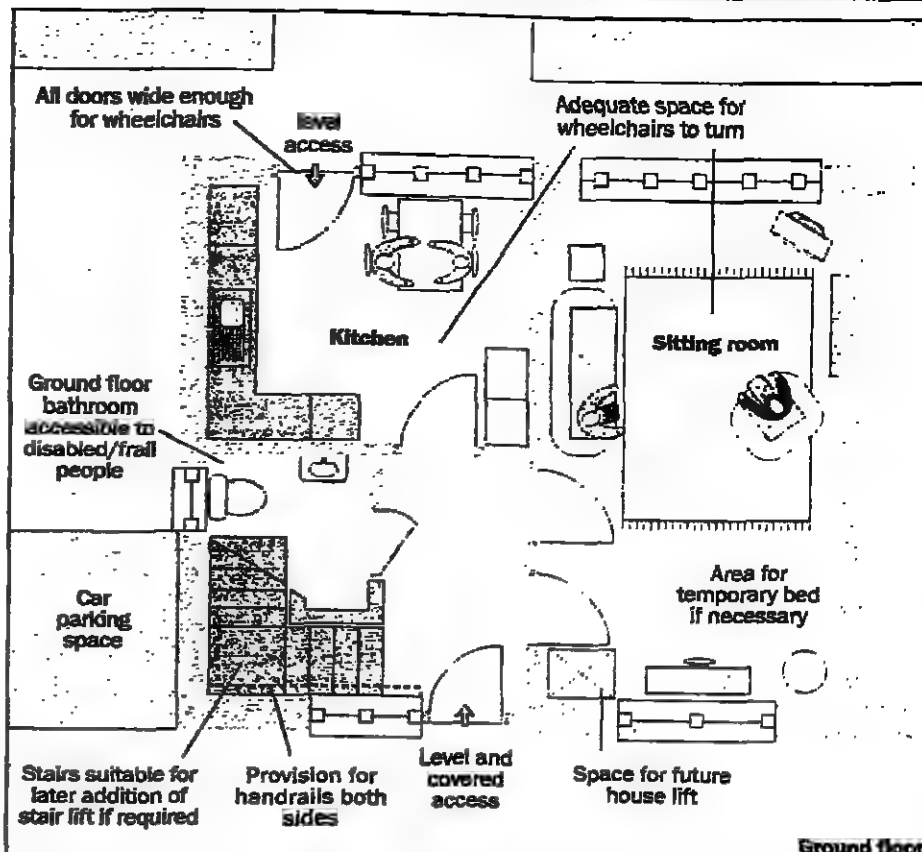 All doors wide enough
for wheelchairs
level
access
Adequate space for
wheelchairs to turn
Kitchen
Sitting room
Ground floor
bathroom
accessible to
disabled/frail
people
Car
parking
space
Area for
temporary bed
if necessary
Stairs suitable for
later addition of
stair lift if required
Provision for
handrails both
sides
Level and
covered
access
Space for future
house lift
Ground floor